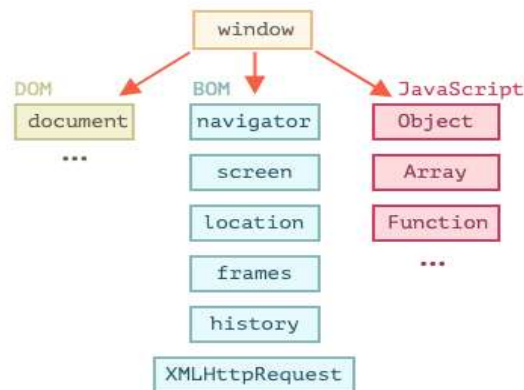 window
DOM
document
...
BOM
navigator
screen
location
frames
history
XMLHttpRequest
JavaScript
Object
Array
Function
...